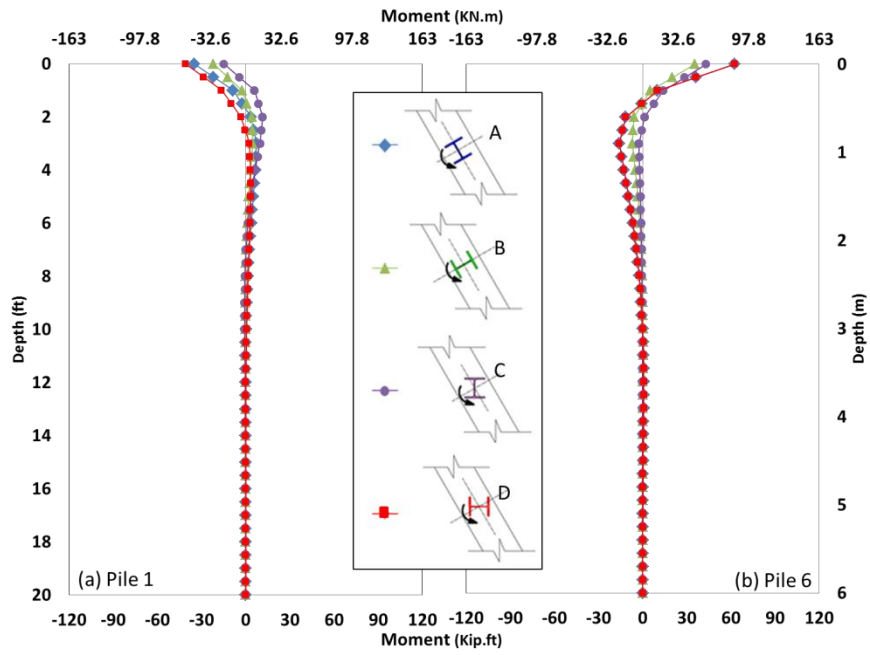 Moment (KN.m)
-163 -97.8 -32.6 32.6 97.8 -163 -97.8 -32.6 32.6 97.8 163
0 0
2
4 1
6
2
8
Depth (ft) Depth (m)
10 3
12
4
14
16 5
A
B
C
D
18
(a) Pile 1 (b) Pile 6
20 6
-120 -90 -60 -30 0 30 60 90 -120 -90 -60 -30 0 30 60 90 120
Moment (Kip.ft)